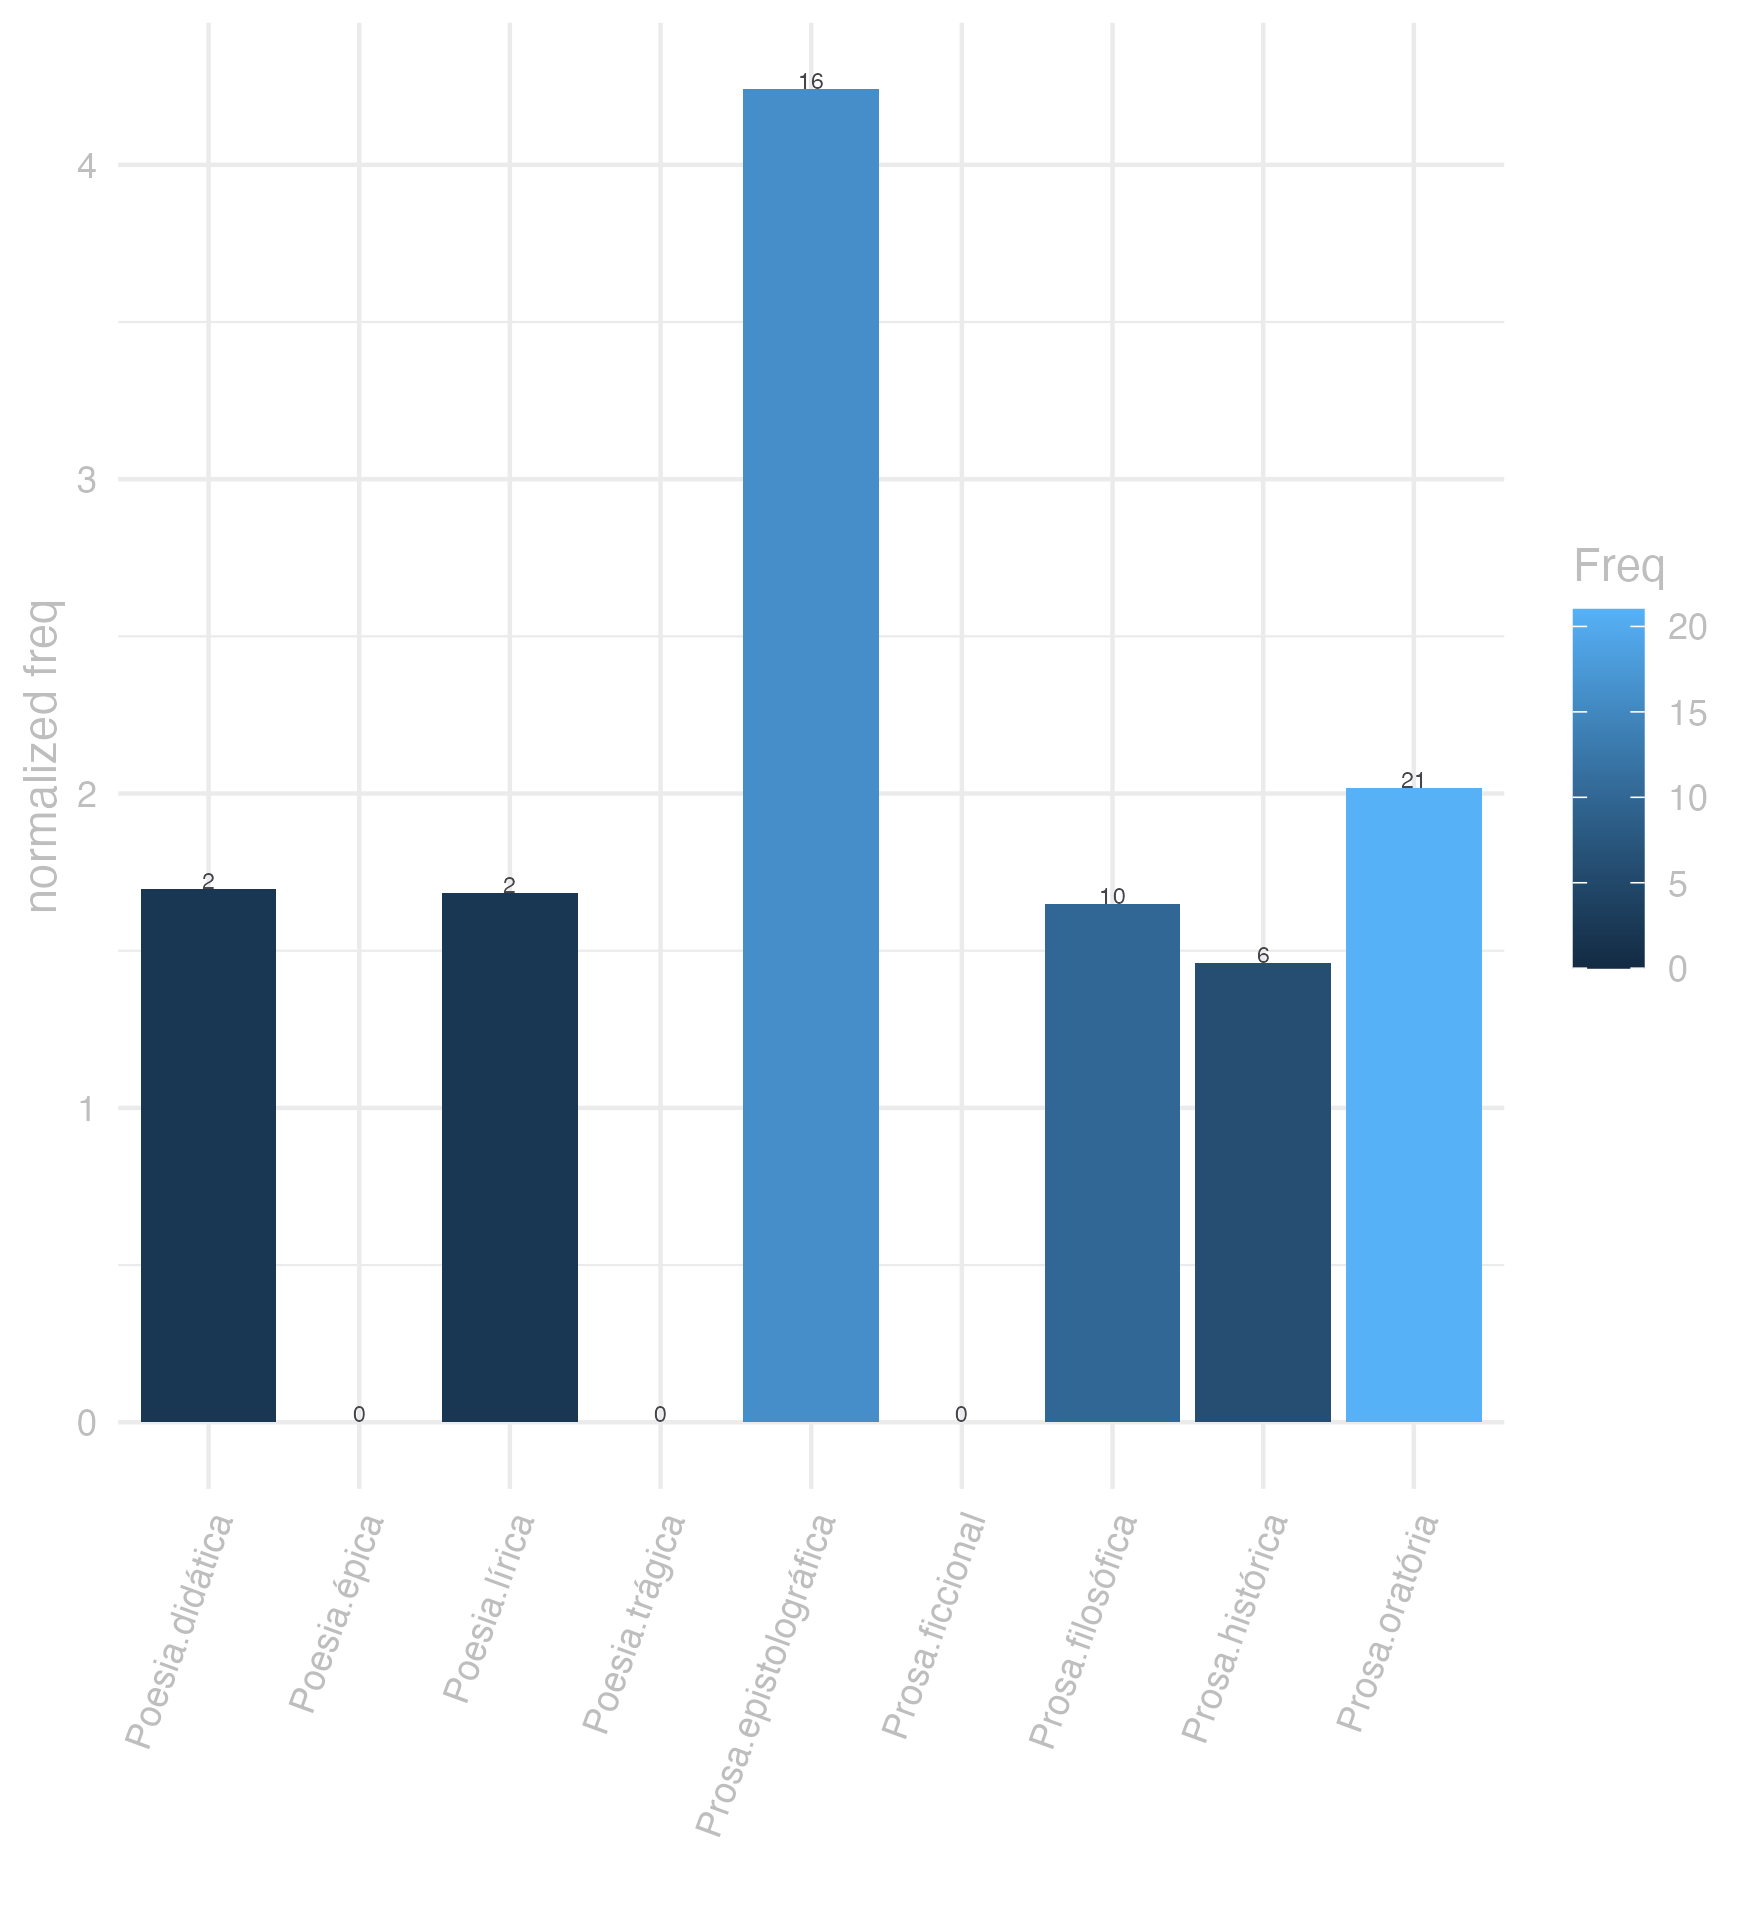 16
4
3
2
1
0
normalized freq
2
0
2
0
0
10
6
21
Freq
20
15
10
5
0
Poesia.didática
Poesia.épica
Poesia.lírica
Poesia.trágica
Prosa.epistolográfica
Prosa.ficcional
Prosa.filosófica
Prosa.histórica
Prosa.oratória